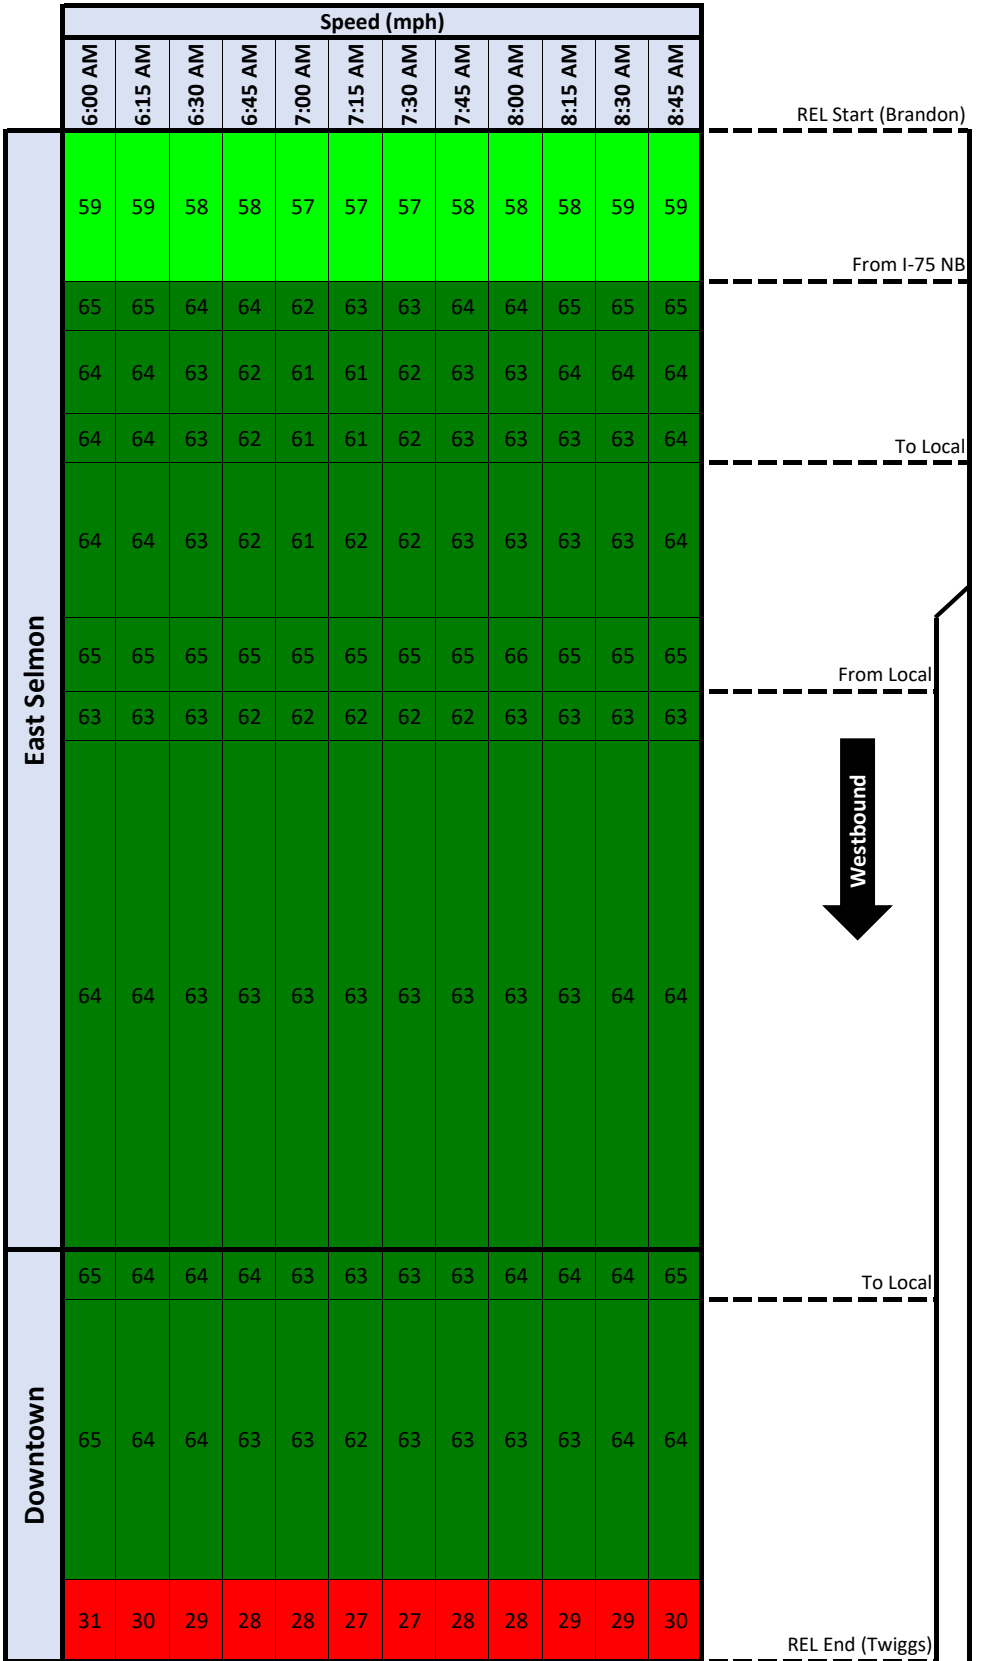 Speed (mph)
6:00 AM 6:15 AM 6:30 AM 6:45 AM 7:00 AM 7:15 AM 7:30 AM 7:45 AM 8:00 AM 8:15 AM 8:30 AM 8:45 AM
REL Start (Brandon)
59 59 58 58 57 57 57 58 58 58 59 59
From I-75 NB
65 65 64 64 62 63 63 64 64 65 65 65
64 64 63 62 61 61 62 63 63 64 64 64
64 64 63 62 61 61 62 63 63 63 63 64
To Local
64 64 63 62 61 62 62 63 63 63 63 64
East Selmon
65 65 65 65 65 65 65 65 66 65 65 65
From Local
63 63 63 62 62 62 62 62 63 63 63 63
Westbound
64 64 63 63 63 63 63 63 63 63 64 64
65 64 64 64 63 63 63 63 64 64 64 65
To Local
Downtown
65 64 64 63 63 62 63 63 63 63 64 64
31 30 29 28 28 27 27 28 28 29 29 30
REL End (Twiggs)